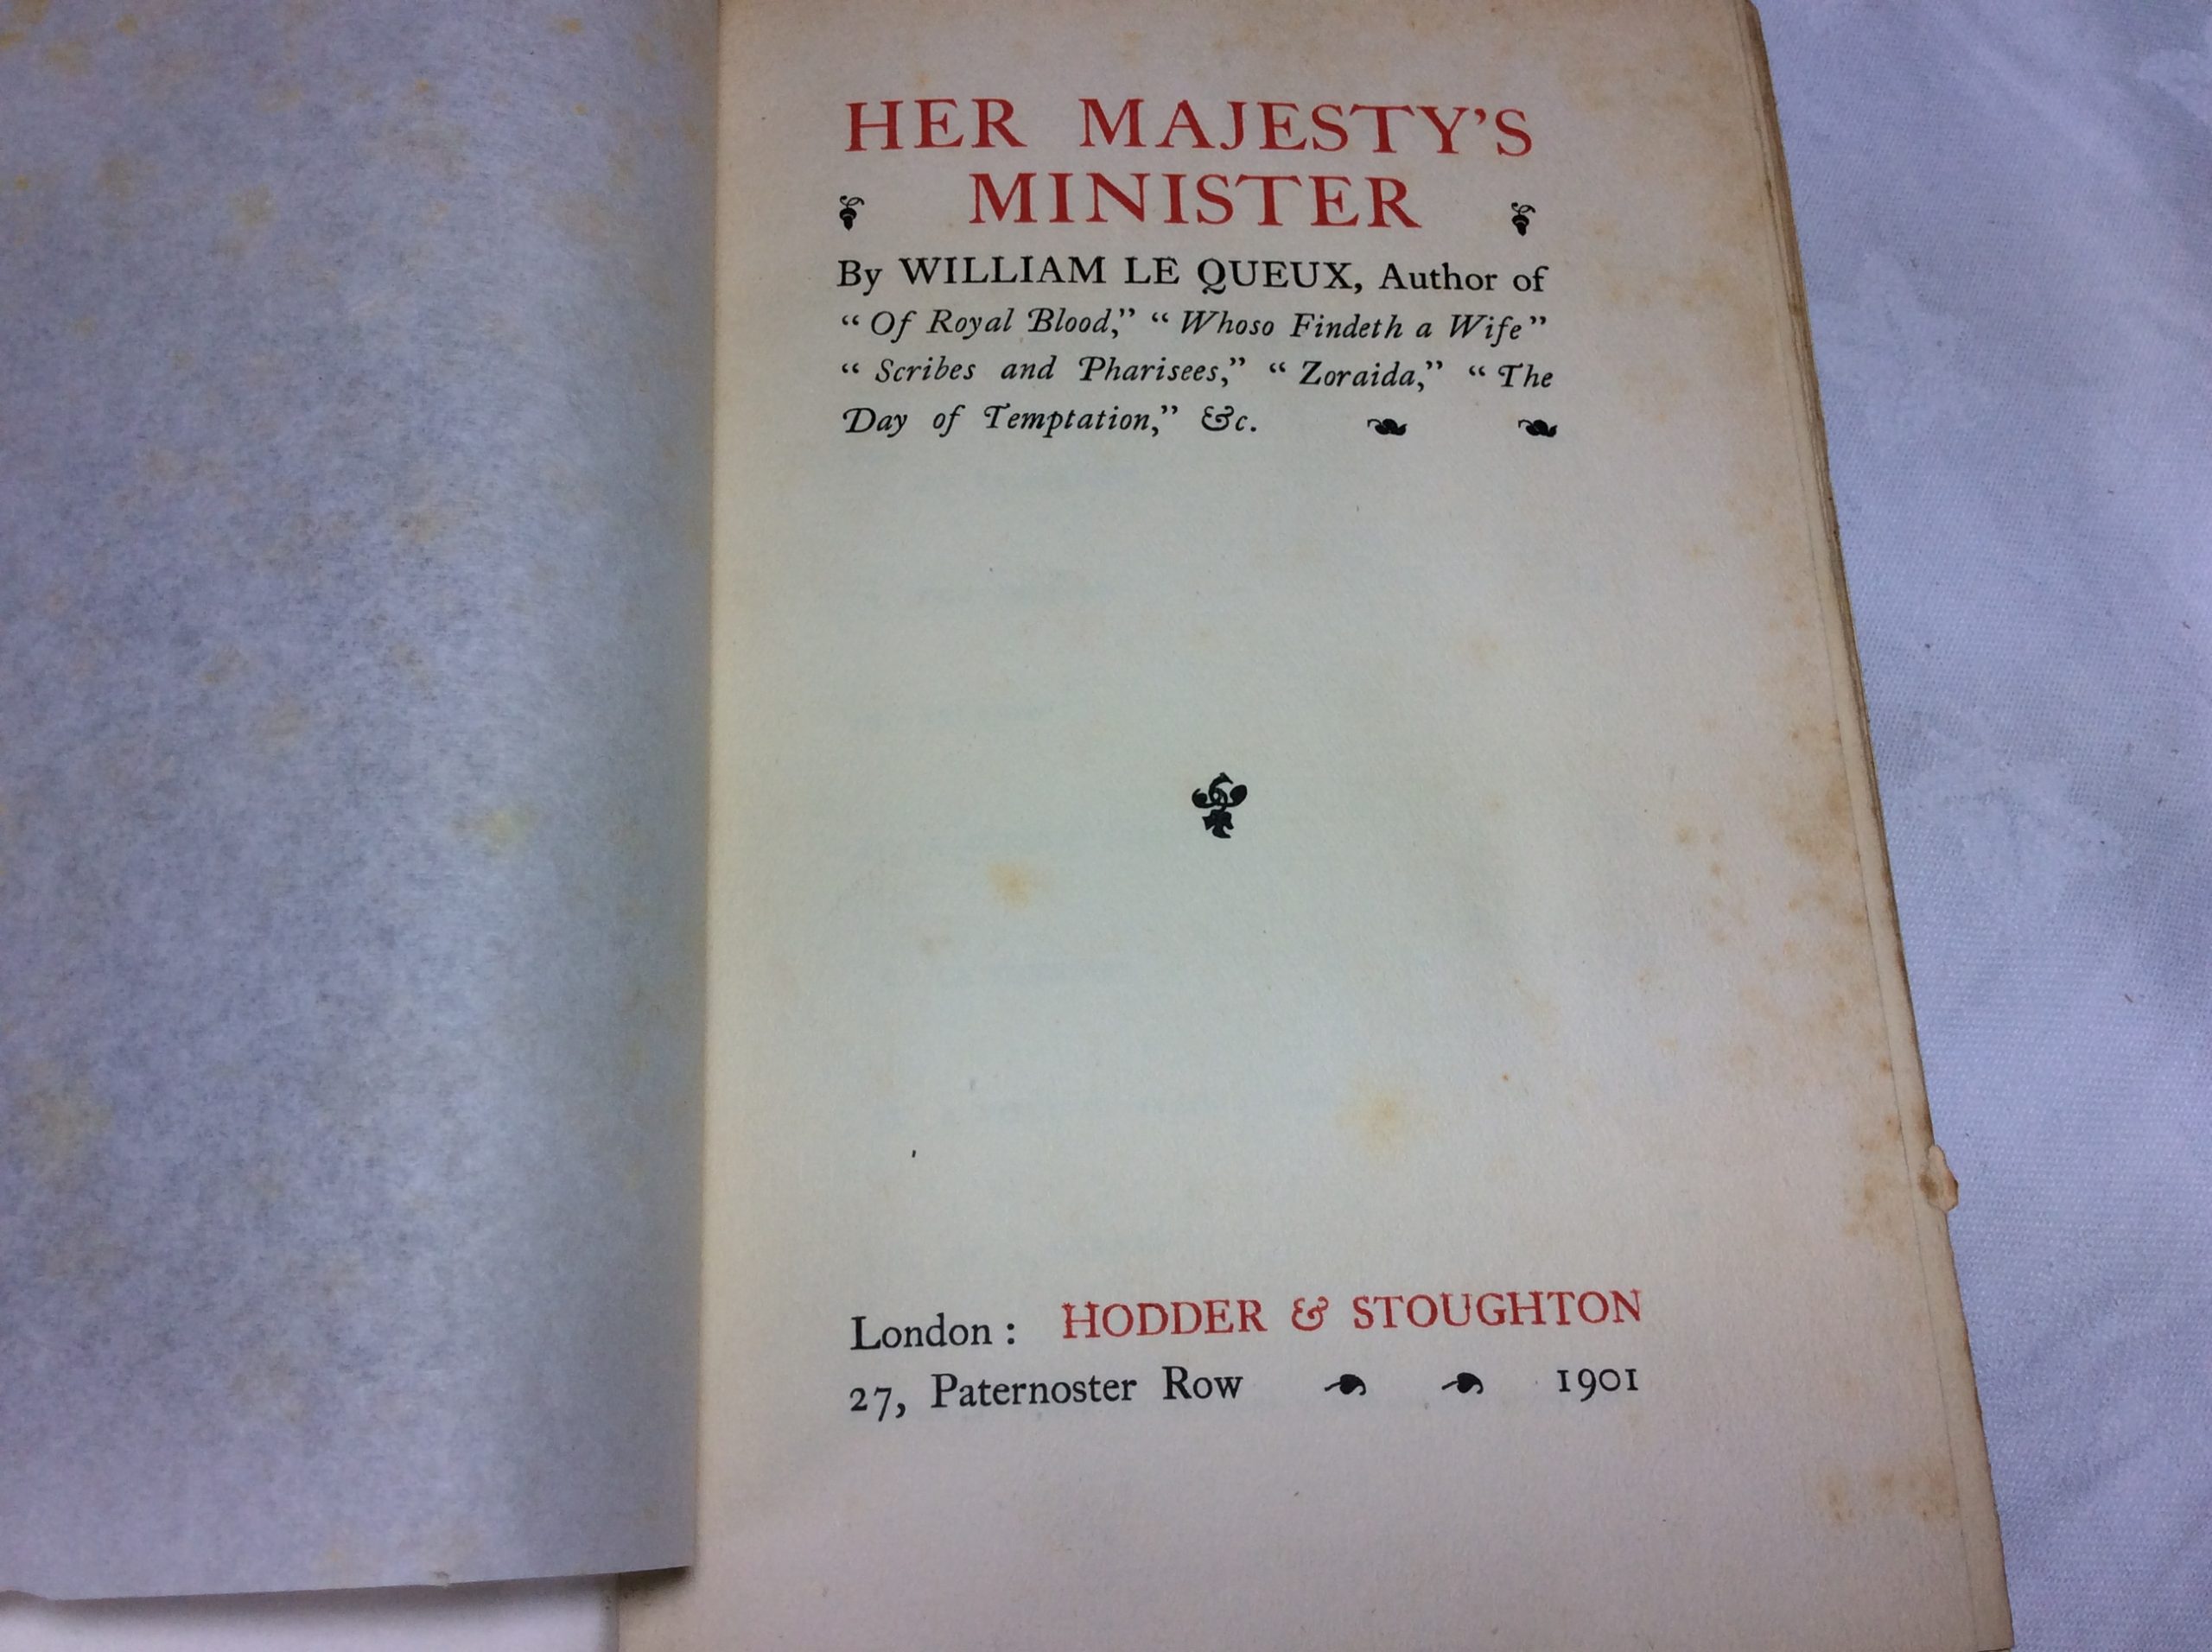 HER MAJESTY'S
MINISTER
By WILLIAM LE QUEUX, Author of
“ Of Royal Blood,” “ Whoso Findeth a Wife”
“ Scribes and Pharisees,” “ Zoraida,” “ The
Day of Temptation,” &c.
London : HODDER & STOUGHTON
27, Paternoster Row 1901